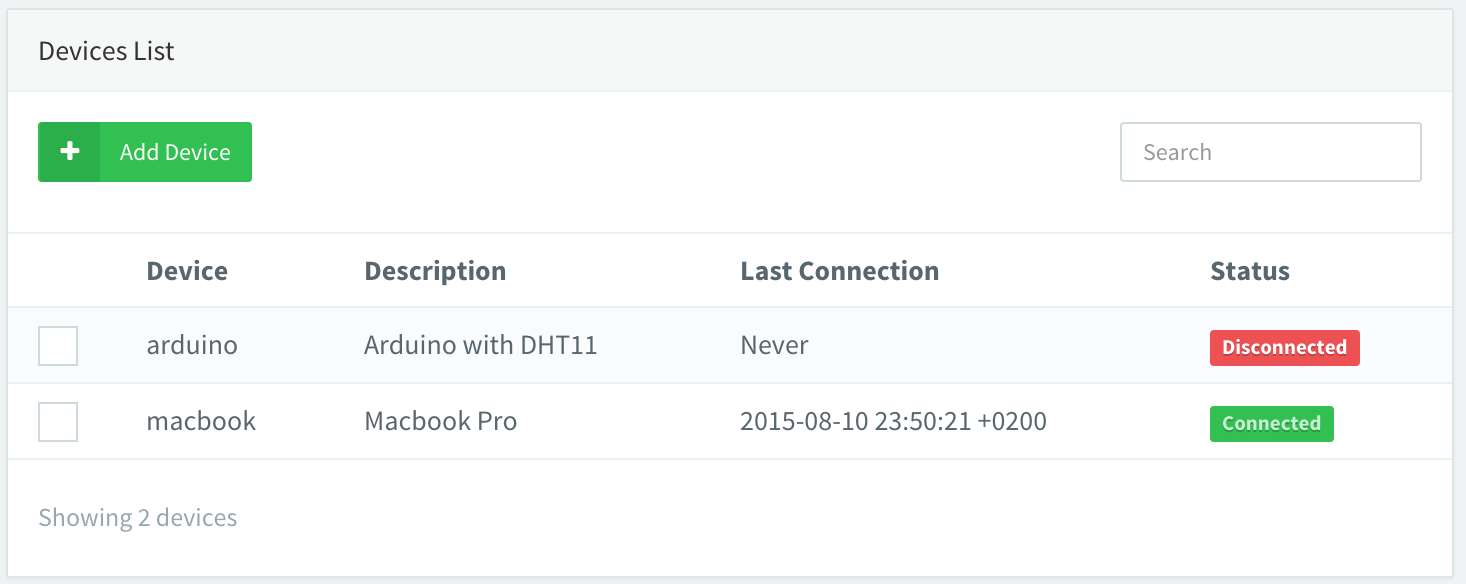 Devices List
Add Device
Search
Device Description Last Connection Status
arduino Arduino with DHT11 Never Disconnected
macbook Macbook Pro 2015-08-10 23:50:21 +0200 Connected
Showing 2 devices